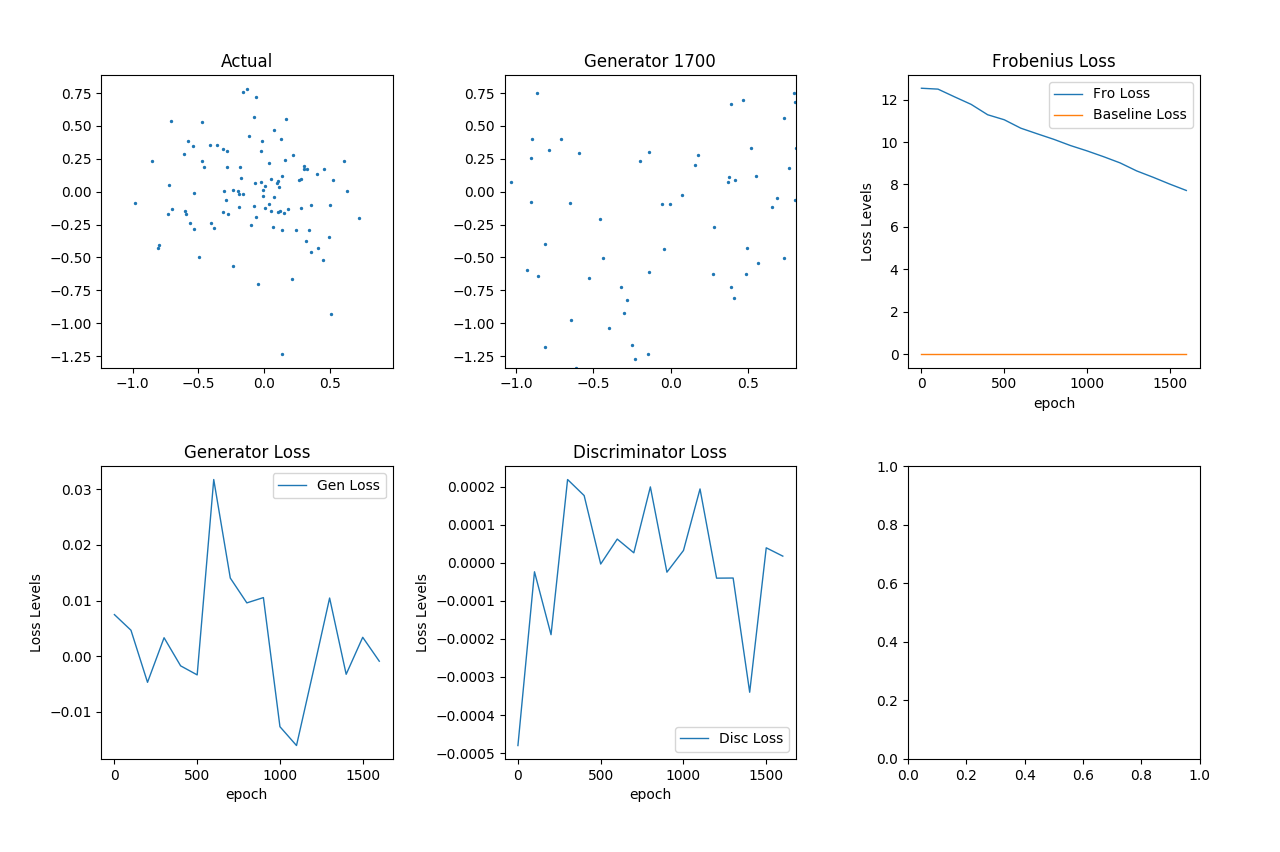 Actual
0.75
0.50
0.25
0.00
−0.25
−0.50
−0.75
−1.00
−1.25
−1.0 −0.5 0.0 0.5
Generator 1700
0.75
0.50
0.25
0.00
−0.25
−0.50
−0.75
−1.00
−1.25
−1.0 −0.5 0.0 0.5
Frobenius Loss
Fro Loss
Baseline Loss
Loss Levels
12
10
8
6
4
2
0
0 500 1000 1500
epoch
Generator Loss
Gen Loss
Loss Levels
0.03
0.02
0.01
0.00
−0.01
0 500 1000 1500
epoch
Discriminator Loss
Loss Levels
0.0002
0.0001
0.0000
−0.0001
−0.0002
−0.0003
−0.0004
−0.0005
Disc Loss
0 500 1000 1500
epoch
1.0
0.8
0.6
0.4
0.2
0.0
0.0 0.2 0.4 0.6 0.8 1.0